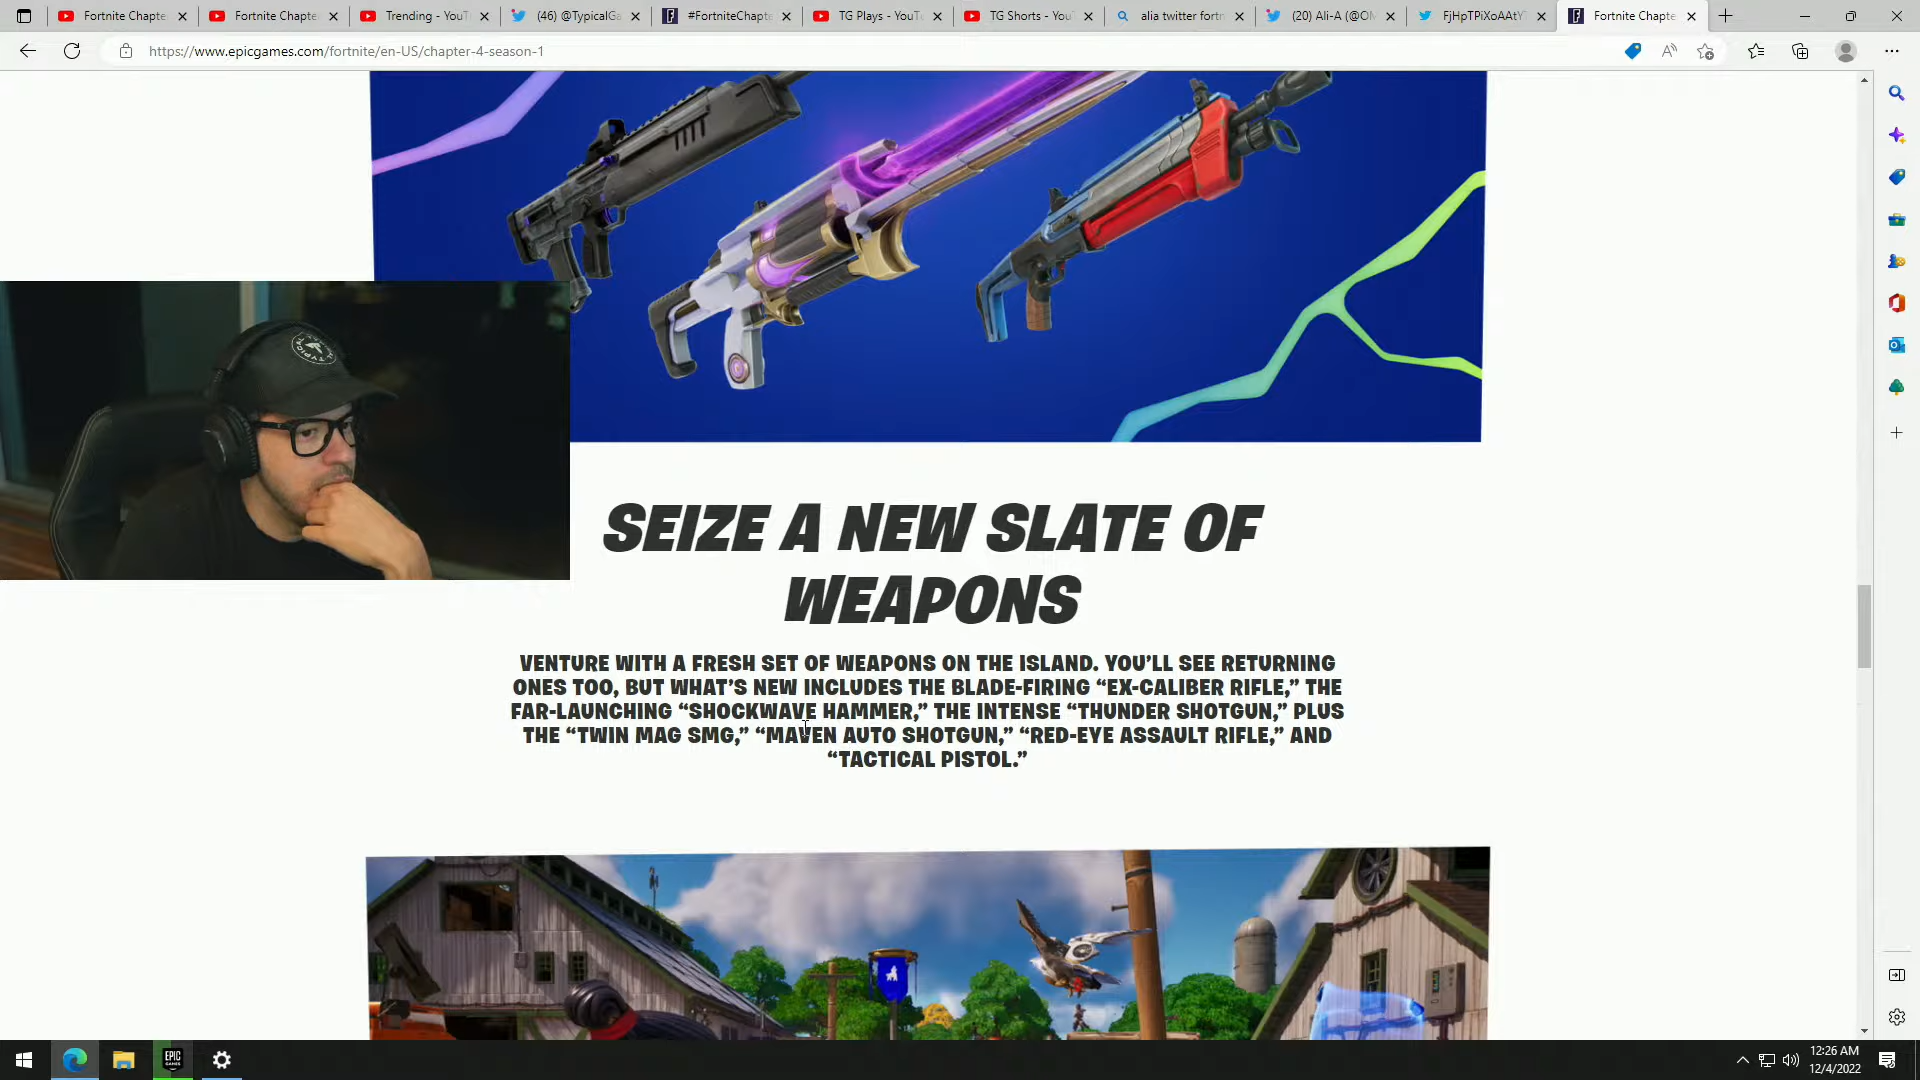 Fortnite Chapte
Fortnite Chapte
Trending - YouT
(46) @TypicalGa
#FortniteChapte
TG Plays - YouTu
TG Shorts - YouTu
alia twitter fortn
(20) Ali-A (@OM
FjHpTPiXoAAtY
Fortnite Chapte
https://www.epicgames.com/fortnite/en-US/chapter-4-season-1
SEIZE A NEW SLATE OF
WEAPONS
VENTURE WITH A FRESH SET OF WEAPONS ON THE ISLAND. YOU'LL SEE RETURNING
ONES TOO, BUT WHAT'S NEW INCLUDES THE BLADE-FIRING “EX-CALIBER RIFLE,” THE
FAR-LAUNCHING “SHOCKWAVE HAMMER,” THE INTENSE “THUNDER SHOTGUN,” PLUS
THE “TWIN MAG SMG,” “MAVEN AUTO SHOTGUN,” “RED-EYE ASSAULT RIFLE,” AND
“TACTICAL PISTOL.”
EPIC
GAMES
12:26 AM
12/4/2022